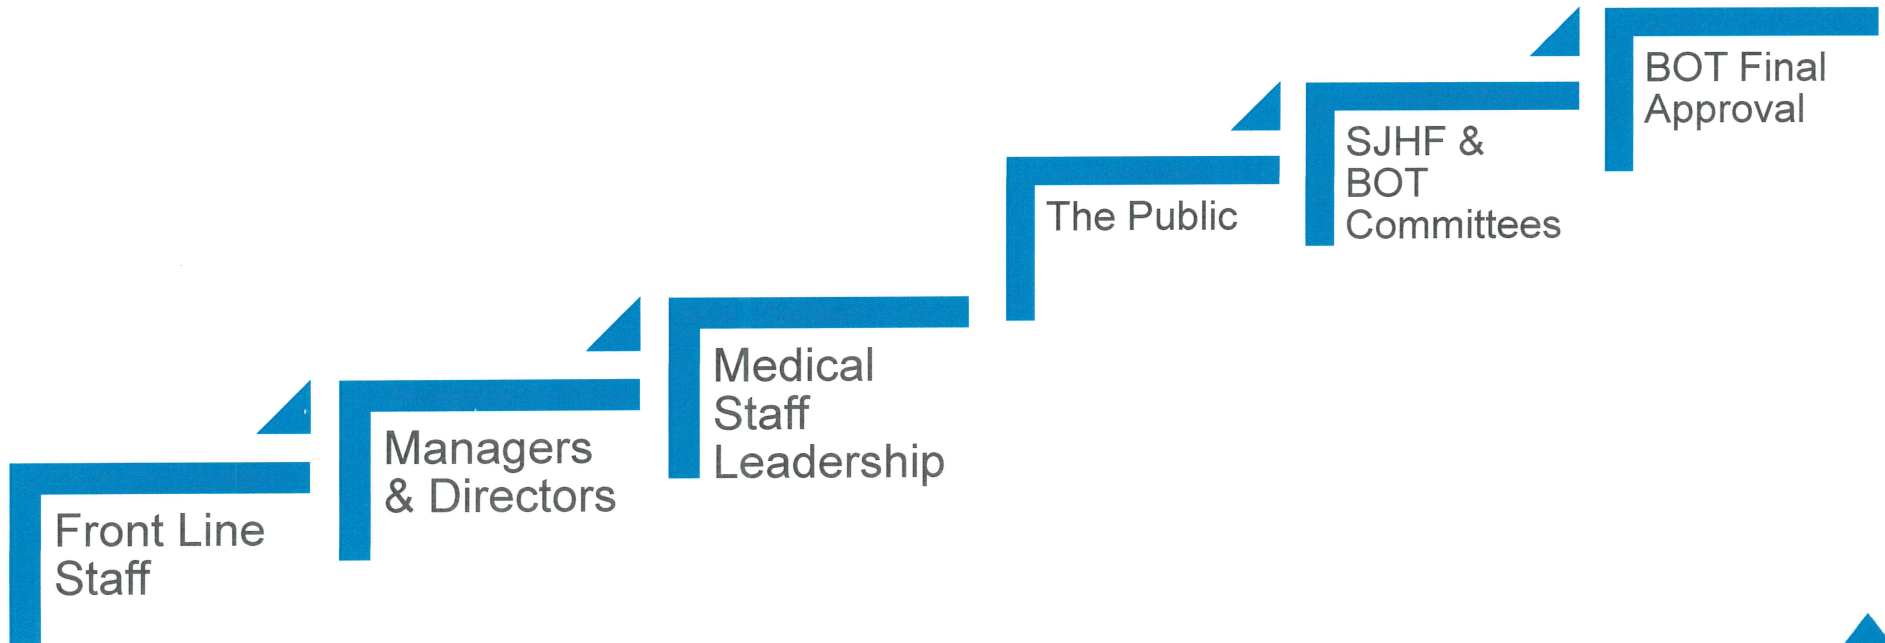 Front Line
Staff
Managers
& Directors
Medical
Staff
Leadership
The Public
SJHF &
BOT
Committees
BOT Final
Approval